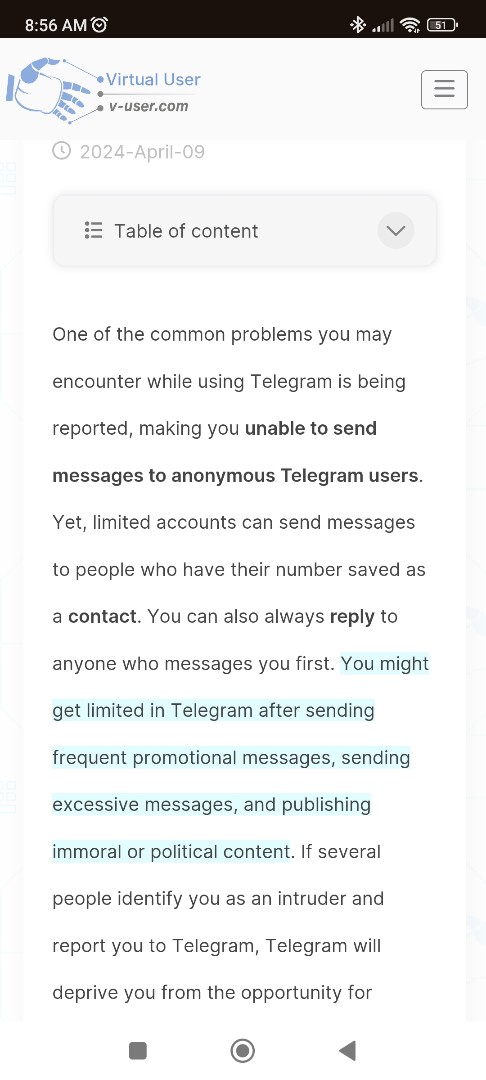 8:56 AM
51
Virtual User
v-user.com
2024-April-09
Table of content
One of the common problems you may
encounter while using Telegram is being
reported, making you unable to send
messages to anonymous Telegram users.
Yet, limited accounts can send messages
to people who have their number saved as
a contact. You can also always reply to
anyone who messages you first. You might
get limited in Telegram after sending
frequent promotional messages, sending
excessive messages, and publishing
immoral or political content. If several
people identify you as an intruder and
report you to Telegram, Telegram will
deprive you from the opportunity for